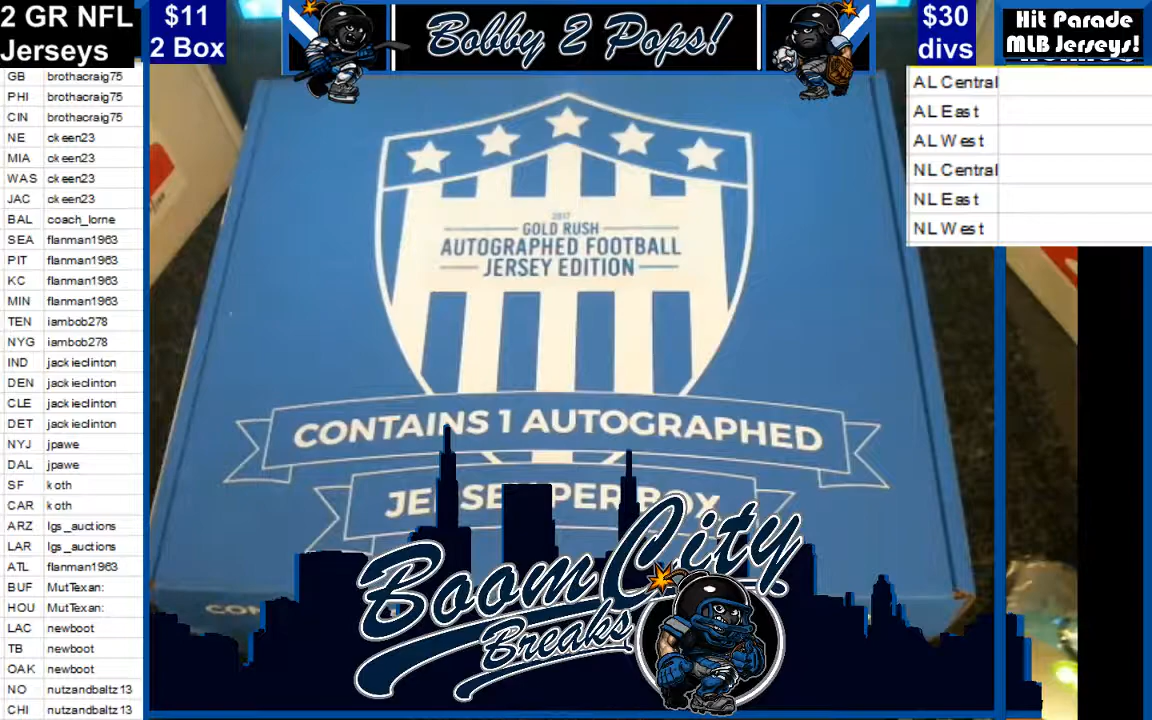 2 GR NFL
Jerseys
$11
2 Box
Bobby 2 Pops!
$30
divs
Hit Parade
MLB Jerseys!
GB brothacraig75
PHI brothacraig75
CIN brothacraig75
NE ckeen23
MIA ckeen23
WAS ckeen23
JAC ckeen23
BAL coach_lorne
SEA flanman1963
PIT flanman1963
KC flanman1963
MIN flanman1963
TEN iambob278
NYG iambob278
IND jackieclinton
DEN jackieclinton
CLE jackieclinton
DET jackieclinton
NYJ jpawe
DAL jpawe
SF koth
CAR koth
ARZ lgs_auctions
LAR lgs_auctions
ATL flanman1963
BUF MutTexan:
HOU MutTexan:
LAC newboot
TB newboot
OAK newboot
NO nutzandbaltz13
CHI nutzandbaltz13
AL Central
AL East
AL West
NL Central
NL East
NL West
2017
GOLD RUSH
AUTOGRAPHED FOOTBALL
JERSEY EDITION
CONTAINS 1 AUTOGRAPHED
JERSEY PER BOX
Boom City
Breaks